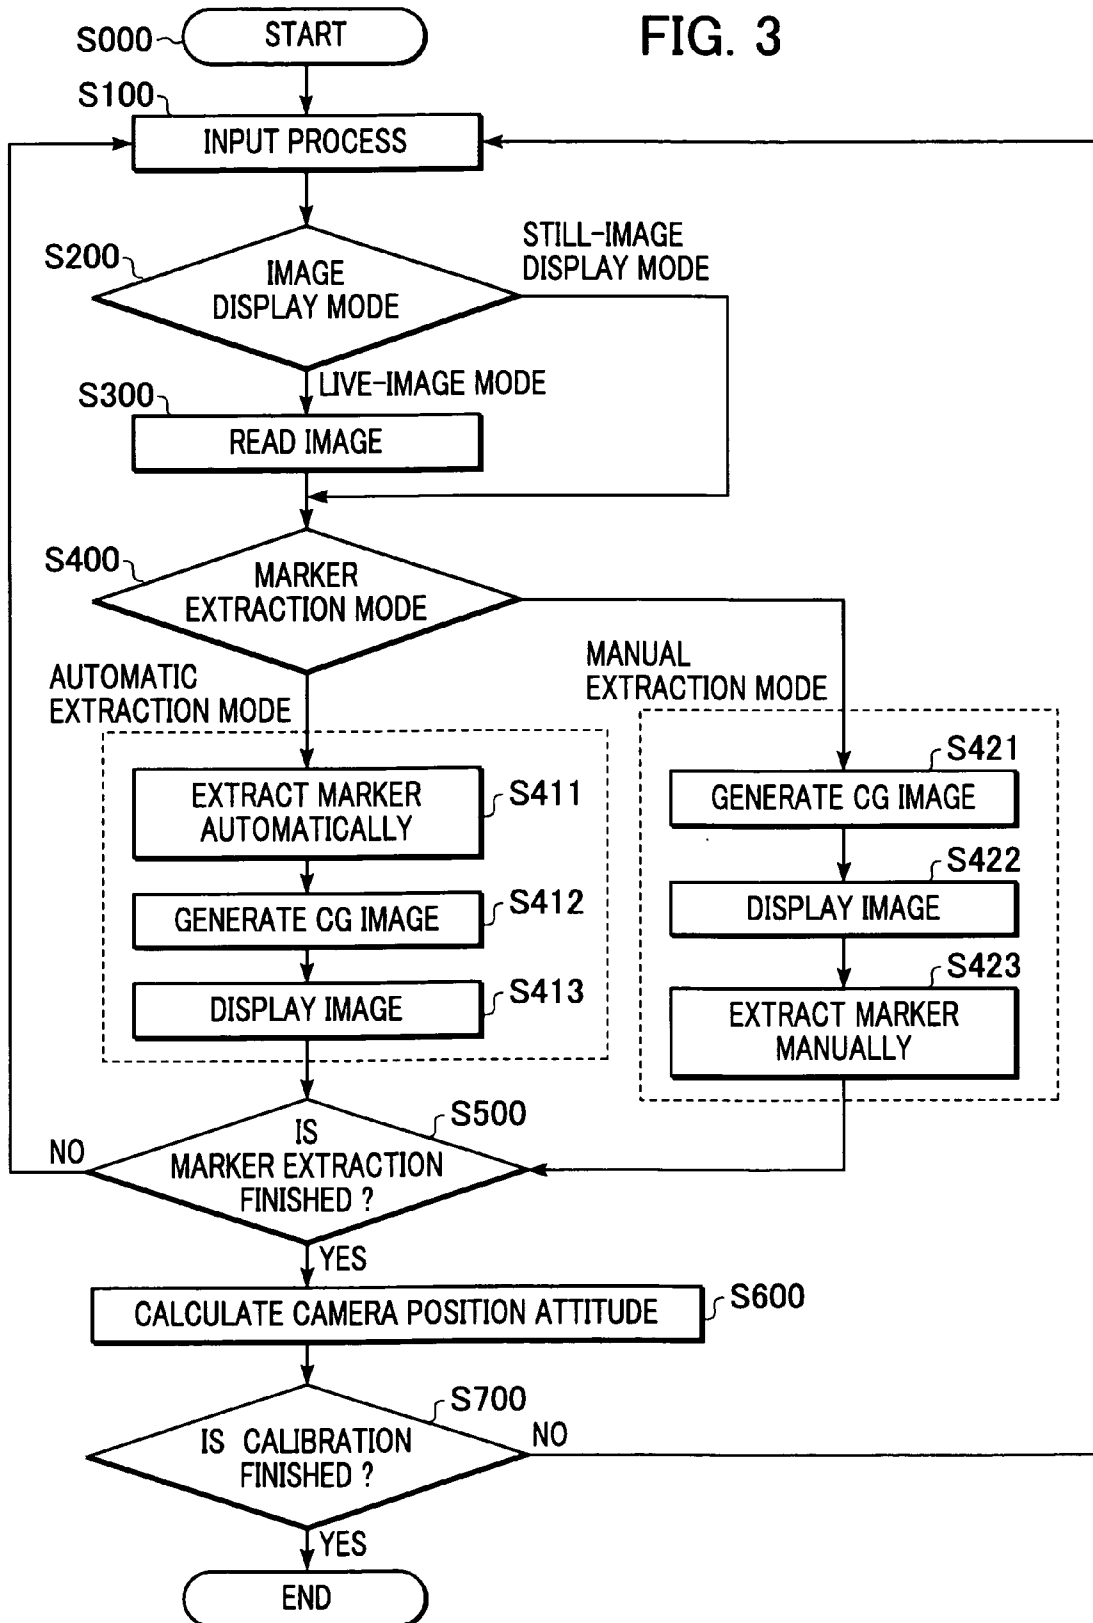 FIG. 3
S000
START
S100
INPUT PROCESS
S200
IMAGE
DISPLAY MODE
STILL-IMAGE
DISPLAY MODE
LIVE-IMAGE MODE
S300
READ IMAGE
S400
MARKER
EXTRACTION MODE
AUTOMATIC
EXTRACTION MODE
MANUAL
EXTRACTION MODE
EXTRACT MARKER
AUTOMATICALLY
S411
GENERATE CG IMAGE
S412
DISPLAY IMAGE
S413
S421
GENERATE CG IMAGE
S422
DISPLAY IMAGE
S423
EXTRACT MARKER
MANUALLY
S500
IS
MARKER EXTRACTION
FINISHED ?
NO
YES
CALCULATE CAMERA POSITION ATTITUDE
S600
S700
IS CALIBRATION
FINISHED ?
NO
YES
END